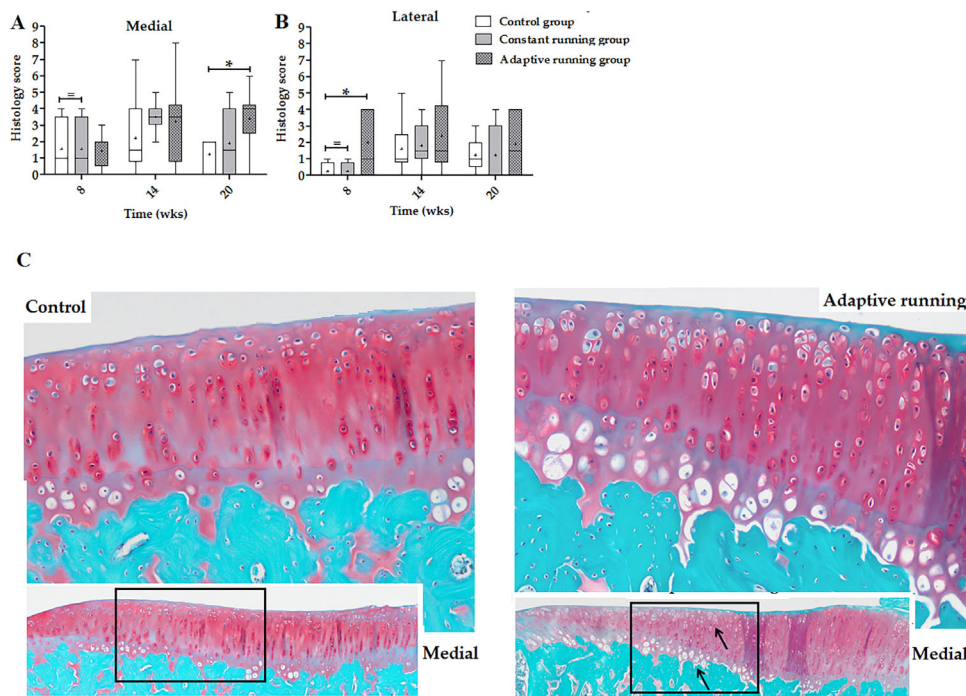 A
Medial
Histology score
9
8
7
6
5
4
3
2
1
0
=
*
8
14
20
Time (wks)
B
Lateral
Histology score
9
8
7
6
5
4
3
2
1
0
*
=
8
14
20
Time (wks)
Control group
Constant running group
Adaptive running group
C
Control
Adaptive running
Medial
Medial